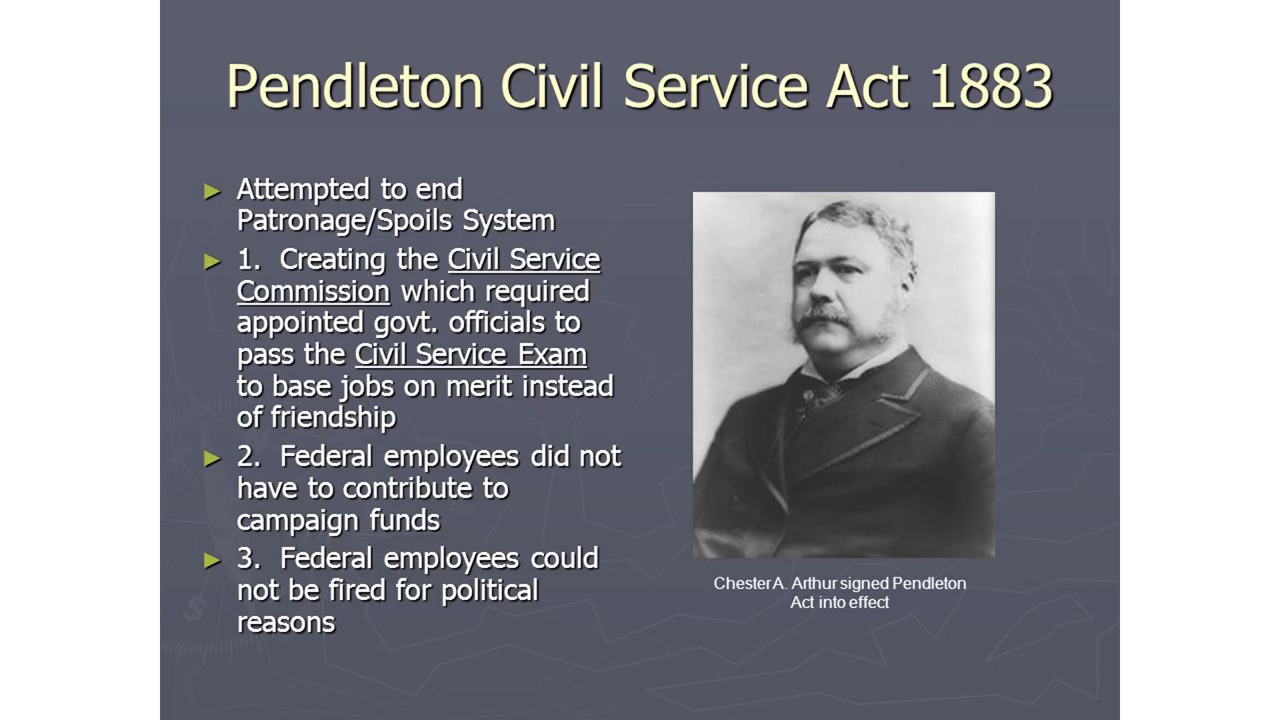 Pendleton Civil Service Act 1883
► Attempted to end
Patronage/Spoils System
► 1. Creating the Civil Service
Commission which required
appointed govt. officials to
pass the Civil Service Exam
to base jobs on merit instead
of friendship
► 2. Federal employees did not
have to contribute to
campaign funds
► 3. Federal employees could
not be fired for political
reasons
Chester A. Arthur signed Pendleton
Act into effect